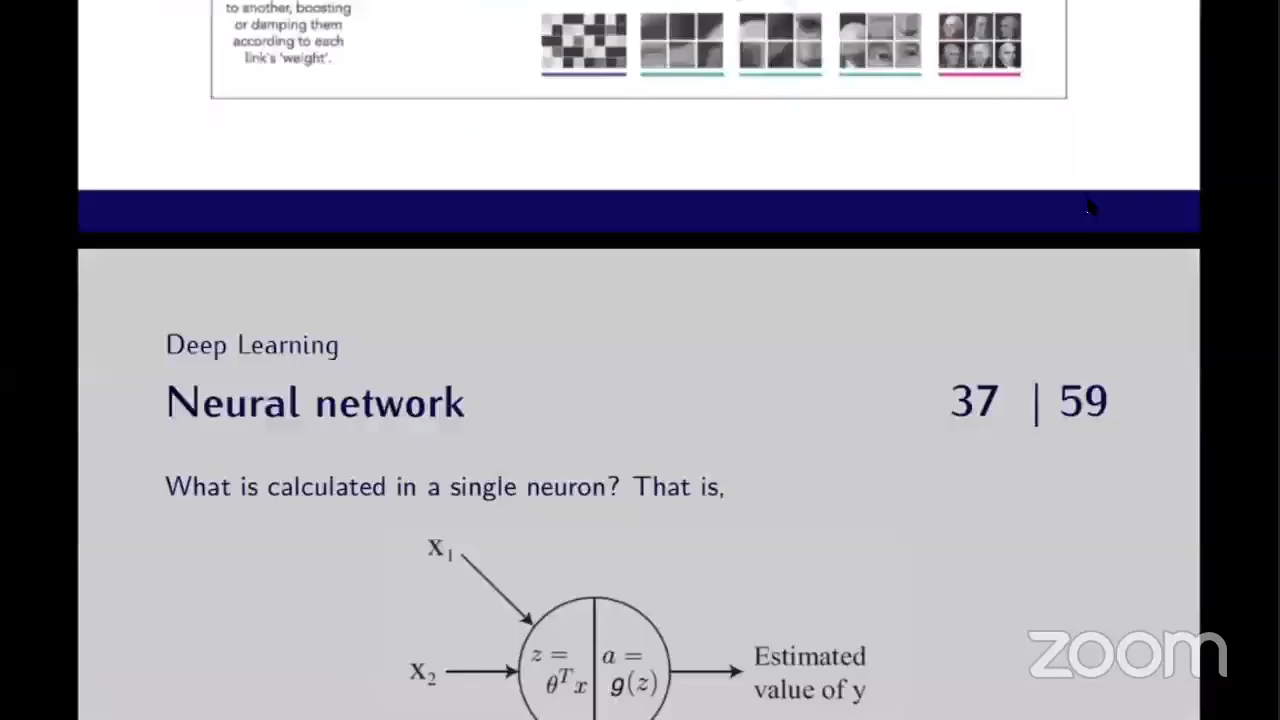 to another, boosting
or damping them
according to each
link's 'weight'.
Deep Learning
Neural network
37 | 59
What is calculated in a single neuron? That is,
X₁
X₂
z =
θᵀx
a =
g(z)
Estimated
value of y
zoom